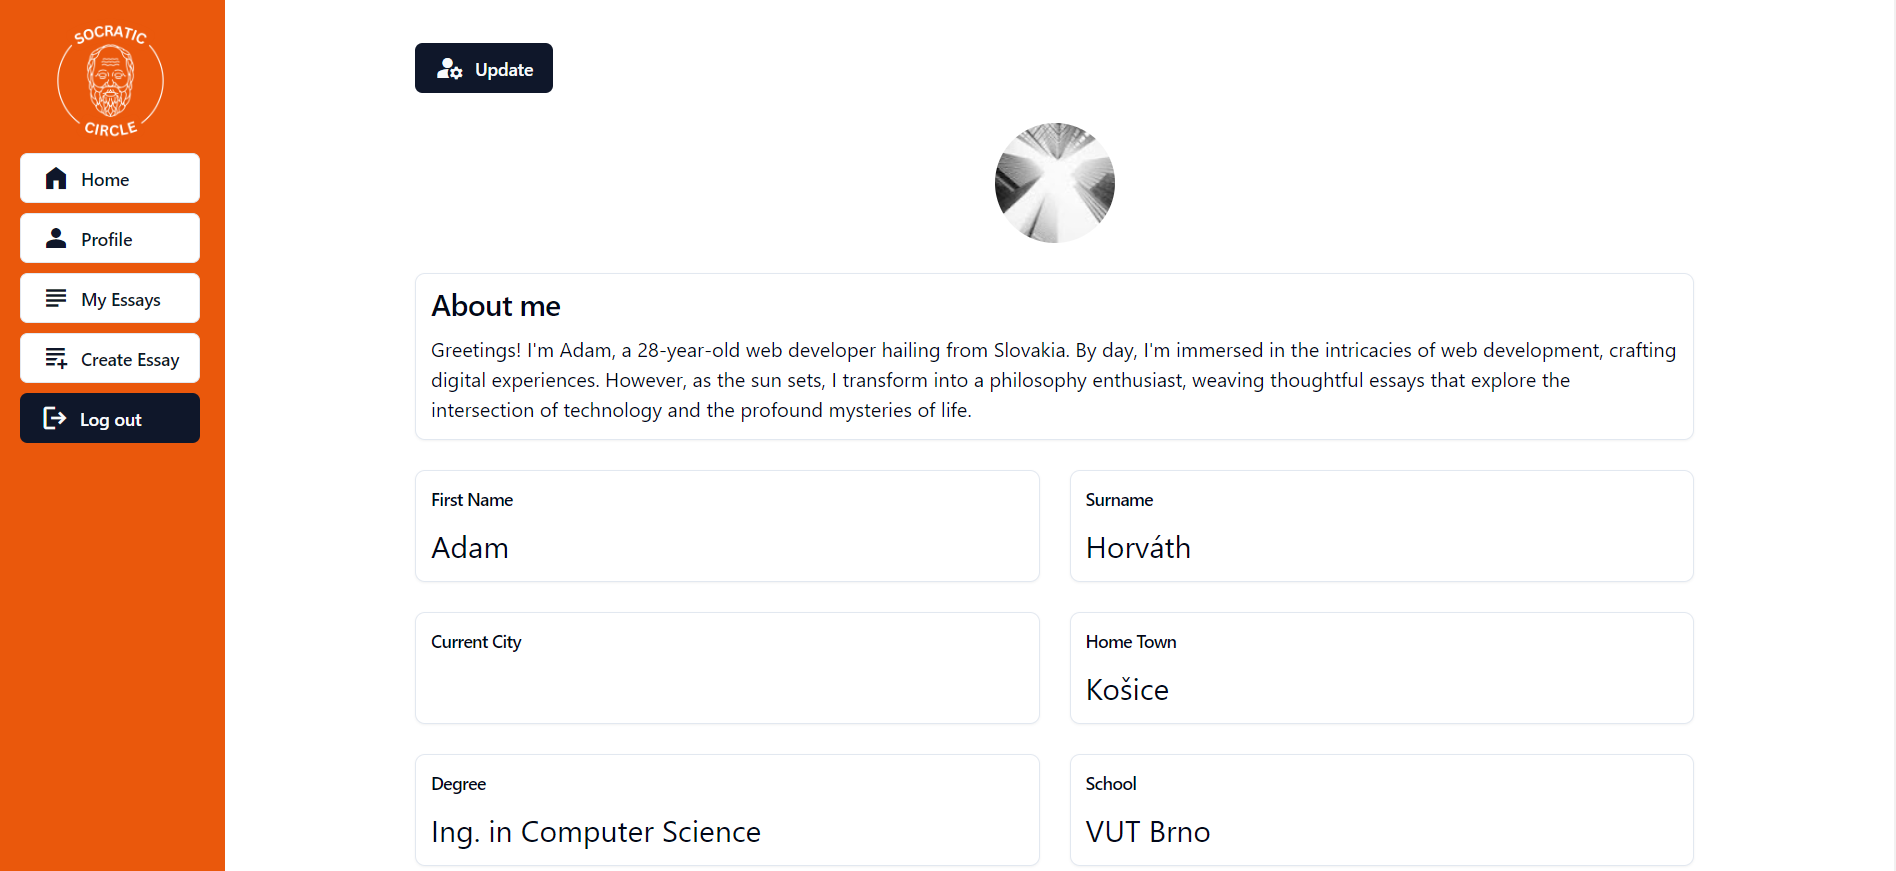 SOCRATIC
CIRCLE
Home
Profile
My Essays
Create Essay
Log out
Update
About me
Greetings! I'm Adam, a 28-year-old web developer hailing from Slovakia. By day, I'm immersed in the intricacies of web development, crafting
digital experiences. However, as the sun sets, I transform into a philosophy enthusiast, weaving thoughtful essays that explore the
intersection of technology and the profound mysteries of life.
First Name
Adam
Surname
Horváth
Current City
Home Town
Košice
Degree
Ing. in Computer Science
School
VUT Brno